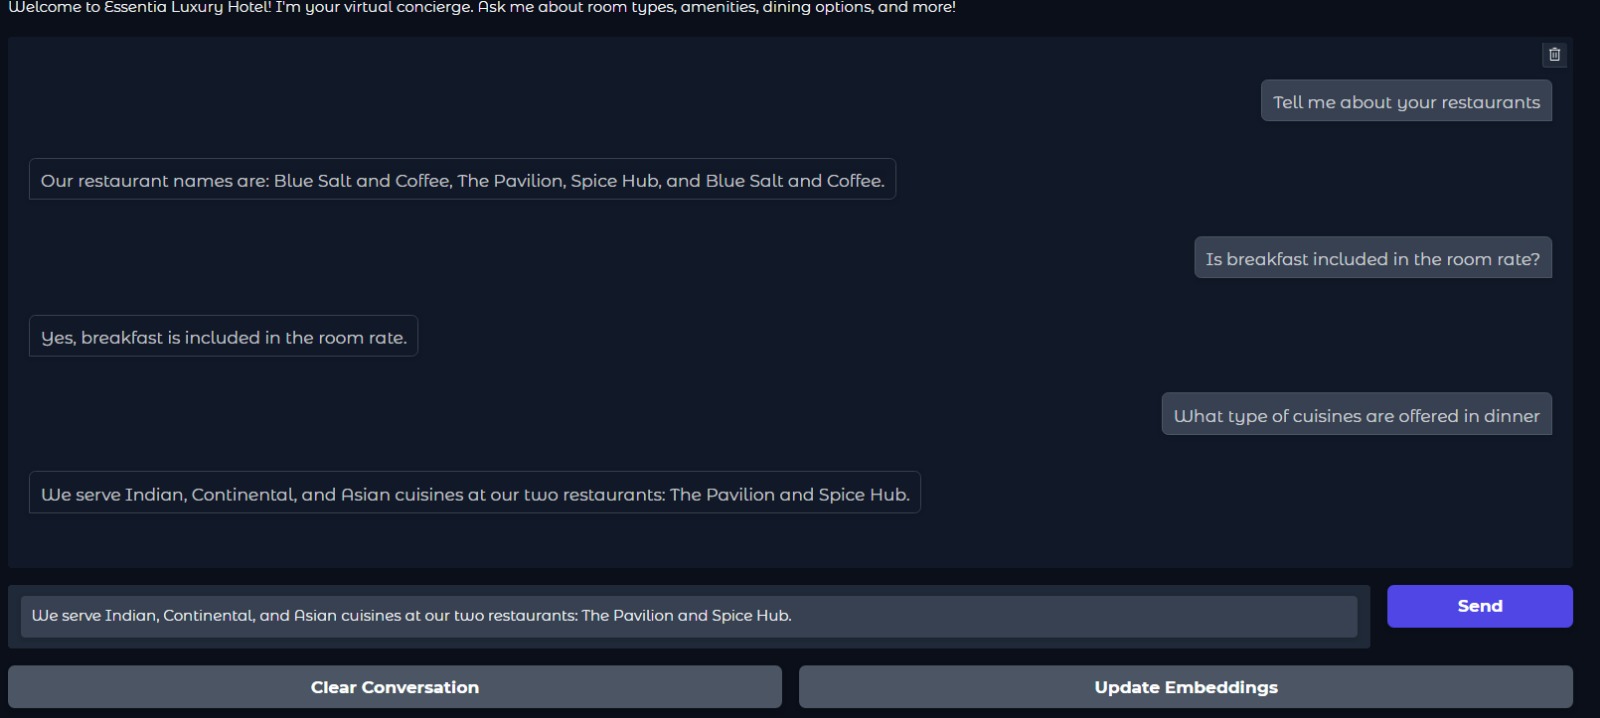 Welcome to Essentia Luxury Hotel! I'm your virtual concierge. Ask me about room types, amenities, dining options, and more!
Tell me about your restaurants
Our restaurant names are: Blue Salt and Coffee, The Pavilion, Spice Hub, and Blue Salt and Coffee.
Is breakfast included in the room rate?
Yes, breakfast is included in the room rate.
What type of cuisines are offered in dinner
We serve Indian, Continental, and Asian cuisines at our two restaurants: The Pavilion and Spice Hub.
We serve Indian, Continental, and Asian cuisines at our two restaurants: The Pavilion and Spice Hub.
Send
Clear Conversation
Update Embeddings